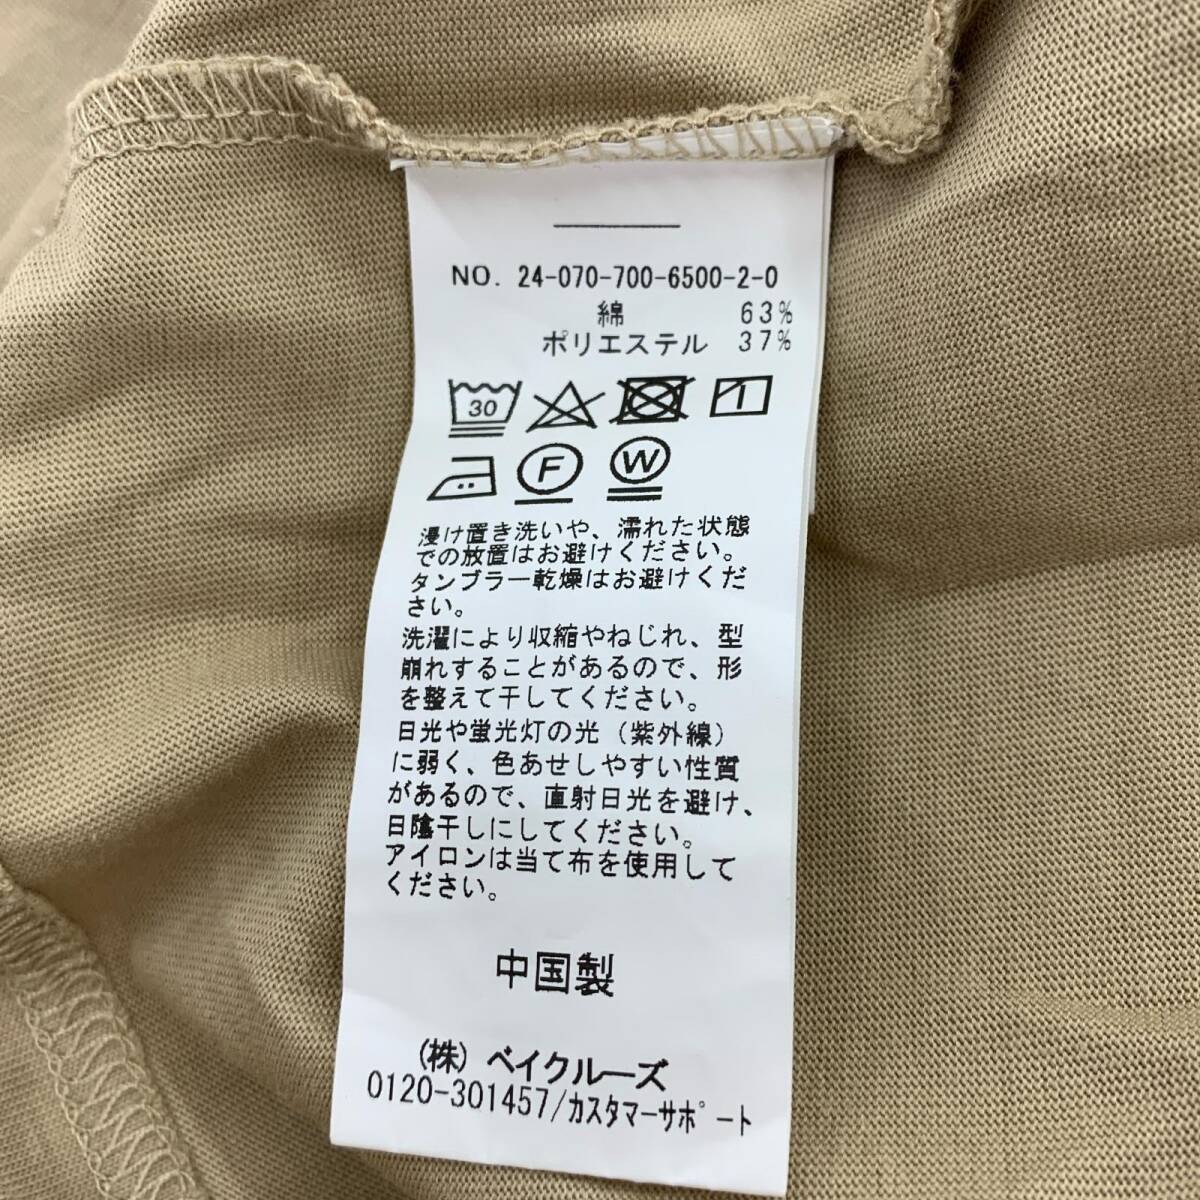 NO. 24-070-700-6500-2-0
綿 63%
ポリエステル 37%
30
F W
浸け置き洗いや、濡れた状態
での放置はお避けください。
タンブラー乾燥はお避けくだ
さい。
洗濯により収縮やねじれ、型
崩れすることがあるので、形
を整えて干してください。
日光や蛍光灯の光（紫外線）
に弱く、色あせしやすい性質
があるので、直射日光を避け、
日陰干しにしてください。
アイロンは当て布を使用して
ください。
中国製
（株）ベイクルーズ
0120-301457/ｶｽﾀﾏｰｻﾎﾟｰﾄ